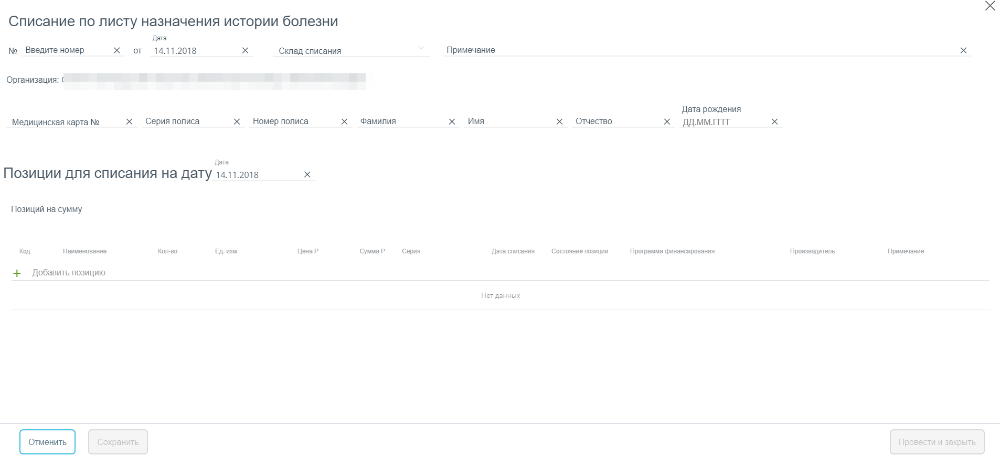 Списание по листу назначения истории болезни
Дата
№ Введите номер от 14.11.2018 Склад списания Примечание
Организация:
Дата рождения
Медицинская карта № Серия полиса Номер полиса Фамилия Имя Отчество ДД.ММ.ГГГГ
Дата
Позиции для списания на дату 14.11.2018
Позиций на сумму
Код Наименование Кол-во Ед. изм Цена Р Сумма Р Серия Дата списания Состояние позиции Программа финансирования Производитель Примечание
+ Добавить позицию
Нет данных
Отменить Сохранить Провести и закрыть